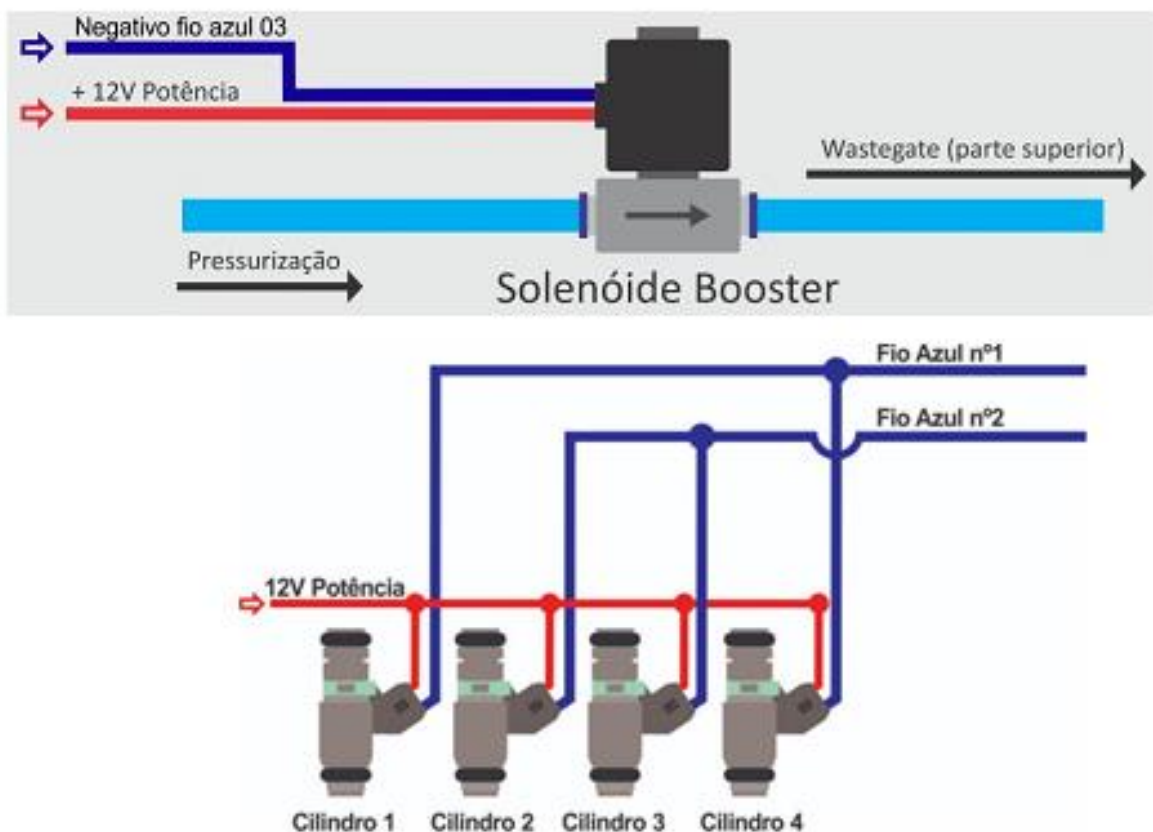 Negativo fio azul 03
+ 12V Potência
Wastegate (parte superior)
Pressurização
Solenóide Booster
Fio Azul nº1
Fio Azul nº2
12V Potência
Cilindro 1 Cilindro 2 Cilindro 3 Cilindro 4